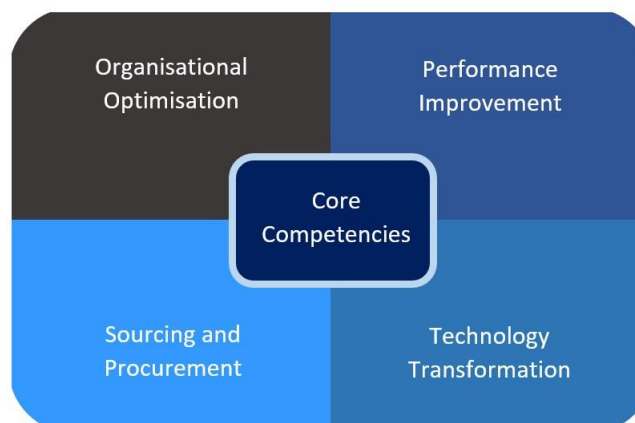 Organisational
Optimisation
Performance
Improvement
Core
Competencies
Sourcing and
Procurement
Technology
Transformation